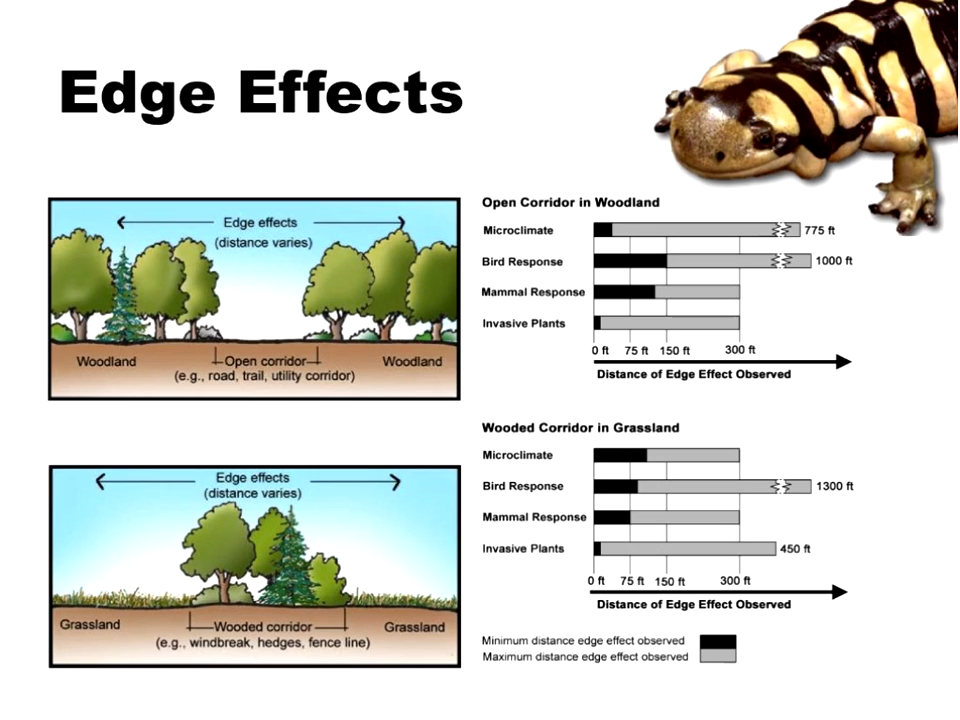 Edge Effects
Edge effects
(distance varies)
Woodland
Open corridor
Woodland
(e.g., road, trail, utility corridor)
Open Corridor in Woodland
Microclimate
775 ft
Bird Response
1000 ft
Mammal Response
Invasive Plants
0 ft 75 ft 150 ft 300 ft
Distance of Edge Effect Observed
Edge effects
(distance varies)
Grassland
Wooded corridor
Grassland
(e.g., windbreak, hedges, fence line)
Wooded Corridor in Grassland
Microclimate
Bird Response
1300 ft
Mammal Response
Invasive Plants
450 ft
0 ft 75 ft 150 ft 300 ft
Distance of Edge Effect Observed
Minimum distance edge effect observed
Maximum distance edge effect observed